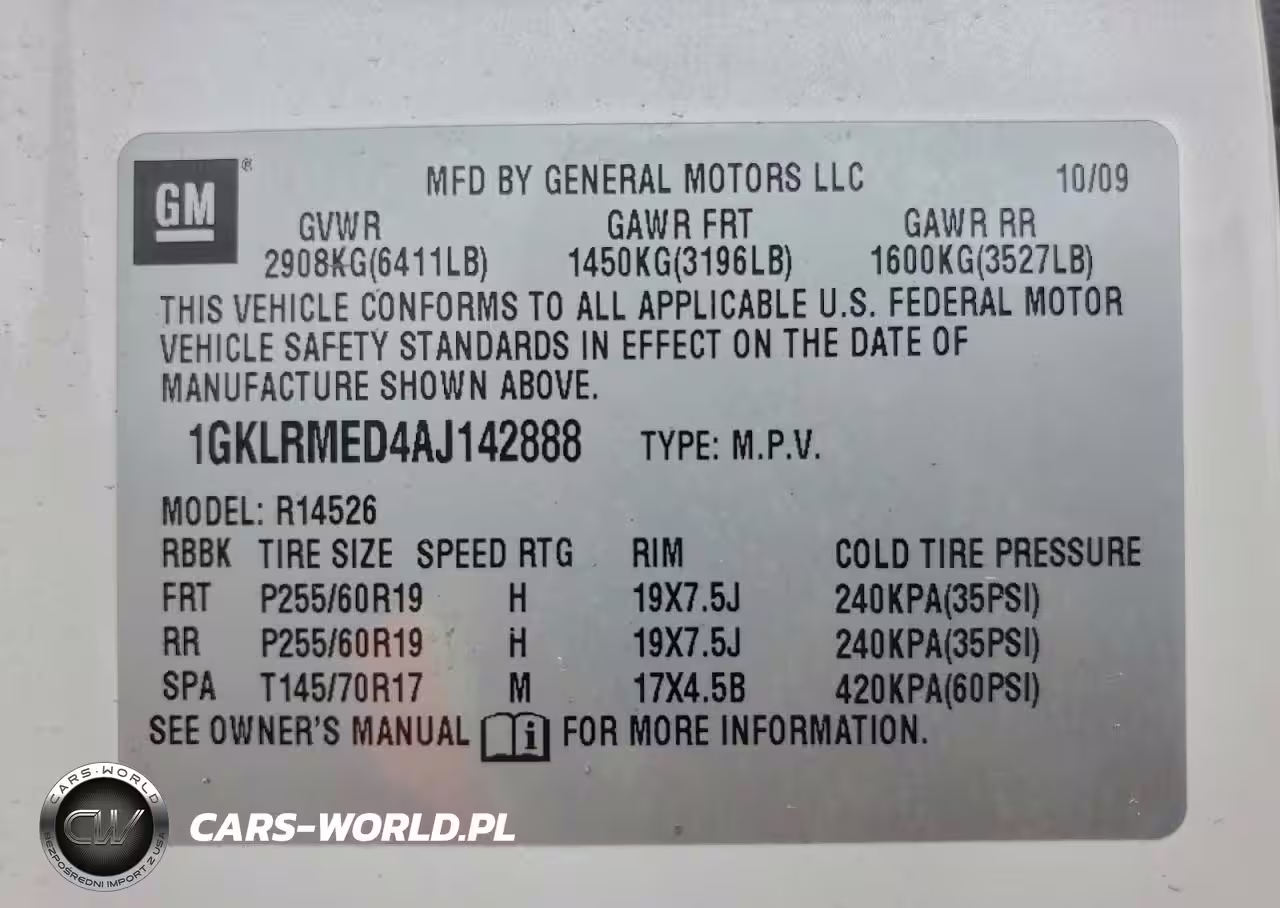 GM ®
MFD BY GENERAL MOTORS LLC 10/09
GVWR GAWR FRT GAWR RR
2908KG(6411LB) 1450KG(3196LB) 1600KG(3527LB)
THIS VEHICLE CONFORMS TO ALL APPLICABLE U.S. FEDERAL MOTOR
VEHICLE SAFETY STANDARDS IN EFFECT ON THE DATE OF
MANUFACTURE SHOWN ABOVE.
1GKLRMED4AJ142888 TYPE: M.P.V.
MODEL: R14526
RBBK TIRE SIZE SPEED RTG RIM COLD TIRE PRESSURE
FRT P255/60R19 H 19X7.5J 240KPA(35PSI)
RR P255/60R19 H 19X7.5J 240KPA(35PSI)
SPA T145/70R17 M 17X4.5B 420KPA(60PSI)
SEE OWNER'S MANUAL i FOR MORE INFORMATION.
CARS-WORLD
CW
BEZPOŚREDNI IMPORT Z USA
CARS-WORLD.PL